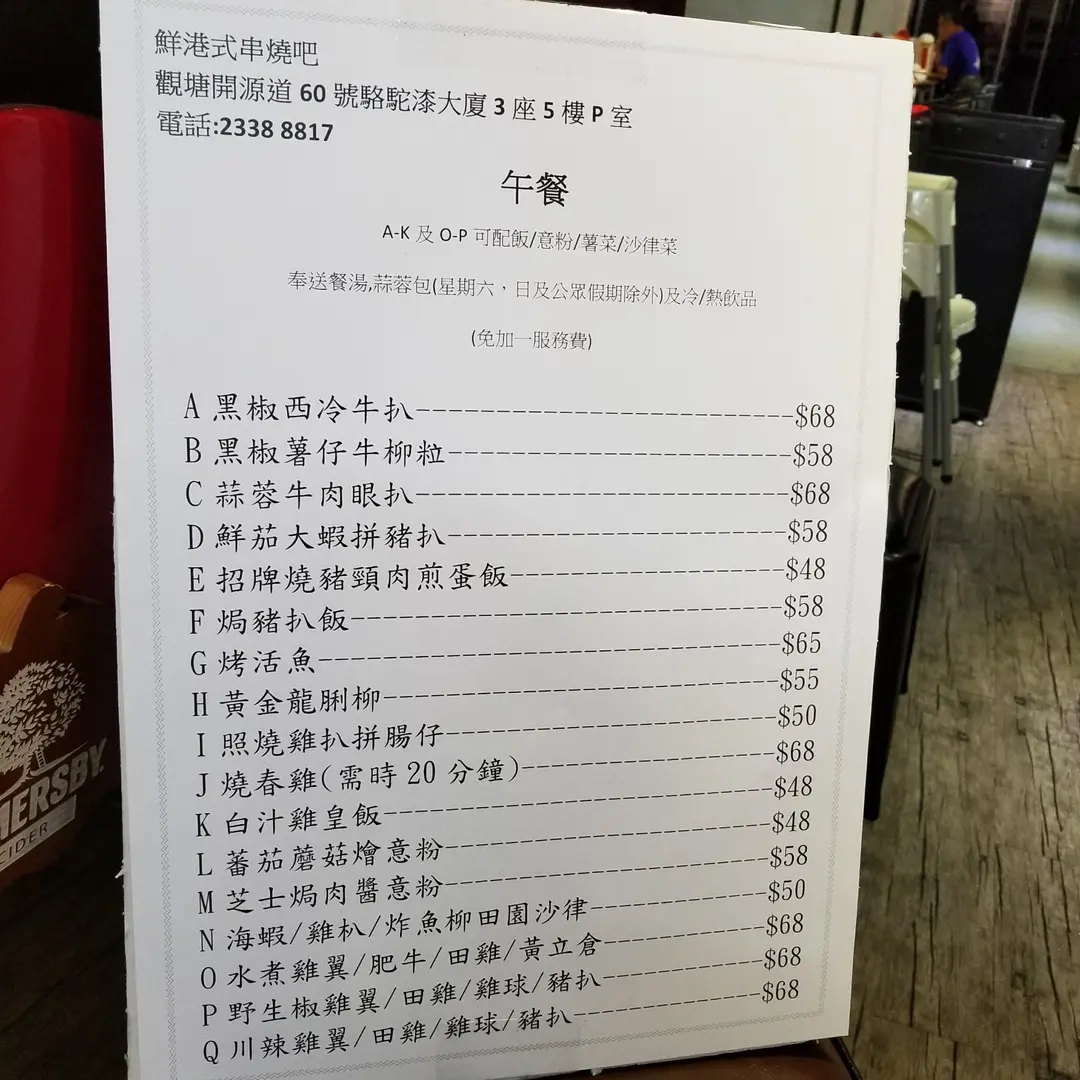 鮮港式串燒吧
觀塘開源道 60 號駱駝漆大廈 3 座 5 樓 P 室
電話:2338 8817
午餐
A-K 及 O-P 可配飯/意粉/薯菜/沙律菜
奉送餐湯,蒜蓉包(星期六，日及公眾假期除外)及冷/熱飲品
(免加一服務費)
A 黑椒西冷牛扒--------$68
B 黑椒薯仔牛柳粒--------$58
C 蒜蓉牛肉眼扒--------$68
D 鮮茄大蝦拼豬扒--------$58
E 招牌燒豬頸肉煎蛋飯--------$48
F 焗豬扒飯--------$58
G 烤活魚--------$65
H 黃金龍脷柳--------$55
I 照燒雞扒拼腸仔--------$50
J 燒春雞(需時 20 分鐘)--------$68
K 白汁雞皇飯--------$48
L 蕃茄蘑菇燴意粉--------$48
M 芝士焗肉醬意粉--------$58
N 海蝦/雞朳/炸魚柳田園沙律--------$50
O 水煮雞翼/肥牛/田雞/黃立倉--------$68
P 野生椒雞翼/田雞/雞球/豬扒--------$68
Q 川辣雞翼/田雞/雞球/豬扒--------$68
MERSBY
CIDER